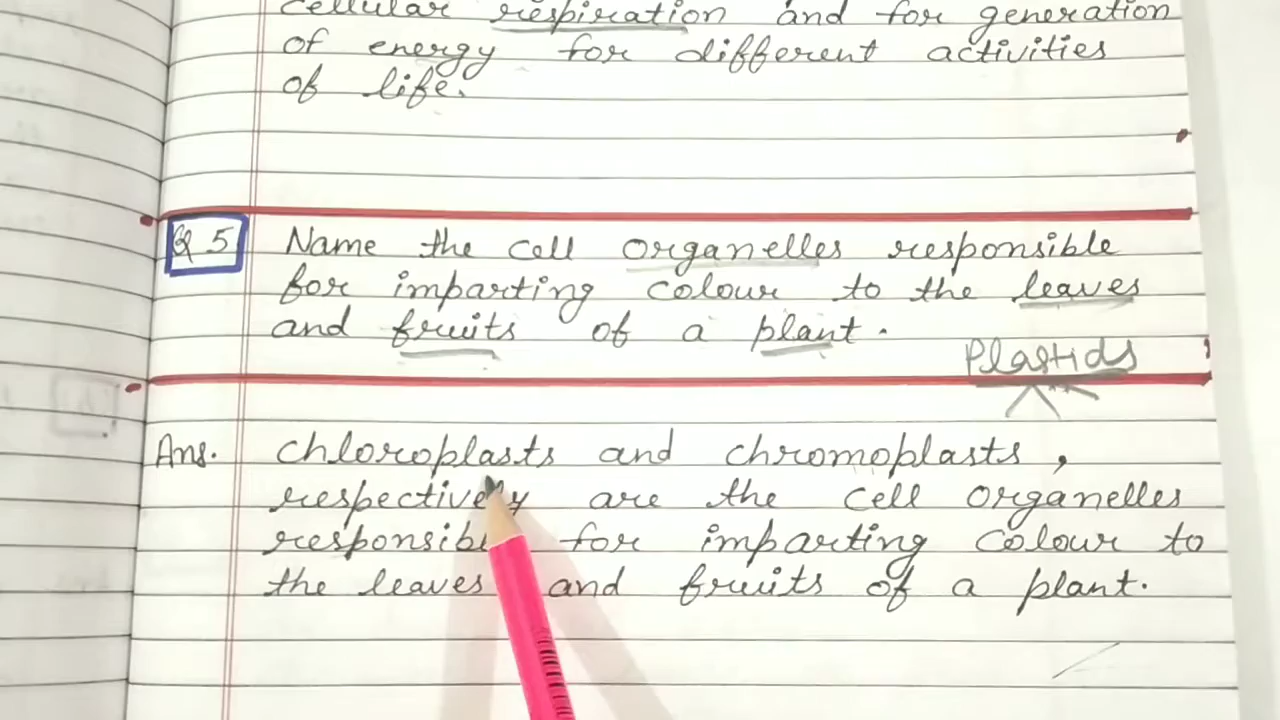 cellular respiration and for generation
of energy for different activities
of life.
Q 5 Name the cell organelles responsible
for imparting colour to the leaves
and fruits of a plant.
Plastids
Ans. Chloroplasts and chromoplasts,
respectively are the cell organelles
for imparting colour to
the leaves and fruits of a plant.